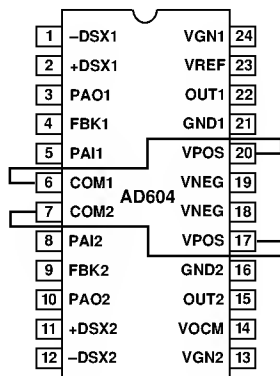 1 –DSX1 VGN1 24
2 +DSX1 VREF 23
3 PAO1 OUT1 22
4 FBK1 GND1 21
5 PAI1 VPOS 20
6 COM1 VNEG 19
AD604
7 COM2 VNEG 18
8 PAI2 VPOS 17
9 FBK2 GND2 16
10 PAO2 OUT2 15
11 +DSX2 VOCM 14
12 –DSX2 VGN2 13